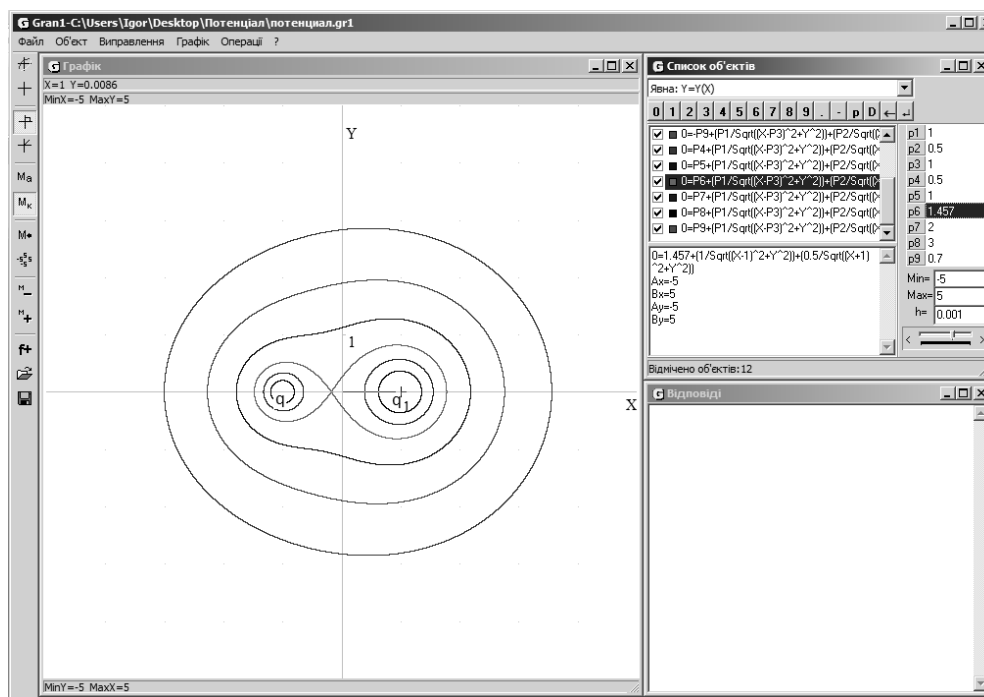 Gran1-C:\Users\Igor\Desktop\Потенціал\потенциал.gr1
Файл Об'єкт Виправлення Графік Операції ?
Графік
X=1 Y=0.0086
MinX=-5 MaxY=5
Y
1
X
q
q1
MinY=-5 MaxX=5
Mа
Mк
M
f+
Список об'єктів
Явна: Y=Y(X)
0 1 2 3 4 5 6 7 8 9 . - p D
0=-P9+(P1/Sqrt((X-P3)^2+Y^2))+(P2/Sqrt((X
0=P4+(P1/Sqrt((X-P3)^2+Y^2))+(P2/Sqrt((X-
0=P5+(P1/Sqrt((X-P3)^2+Y^2))+(P2/Sqrt((X-
0=P6+(P1/Sqrt((X-P3)^2+Y^2))+(P2/Sqrt((X-
0=P7+(P1/Sqrt((X-P3)^2+Y^2))+(P2/Sqrt((X-
0=P8+(P1/Sqrt((X-P3)^2+Y^2))+(P2/Sqrt((X-
0=P9+(P1/Sqrt((X-P3)^2+Y^2))+(P2/Sqrt((X-
p1 1
p2 0.5
p3 1
p4 0.5
p5 1
p6 1.457
p7 2
p8 3
p9 0.7
Min= -5
Max= 5
h= 0.001
0=1.457+(1/Sqrt((X-1)^2+Y^2))+(0.5/Sqrt((X+1)
^2+Y^2))
Ax=-5
Bx=5
Ay=-5
By=5
Відмічено об'єктів:12
Відповіді